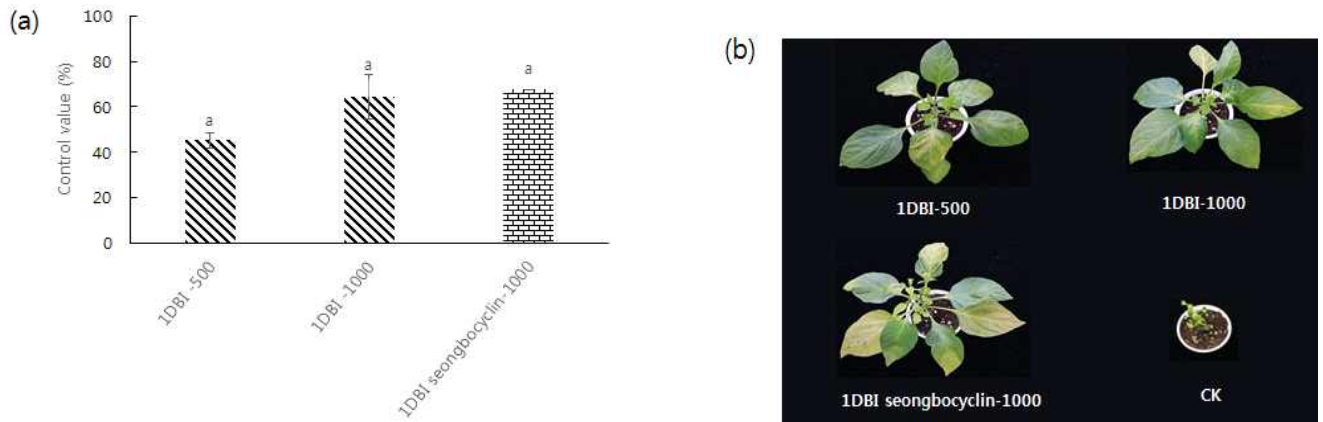 (a)
Control value (%)
100
80
60
40
20
0
a
a
a
1DBI -500
1DBI -1000
1DBI seongbocyclin-1000
(b)
1DBI-500
1DBI-1000
1DBI seongbocyclin-1000
CK